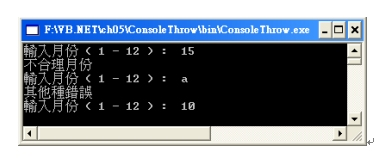 F:\VB.NET\ch05\ConsoleThrow\bin\ConsoleThrow.exe
輸入月份 ( 1 - 12 ) :  15
不合理月份
輸入月份 ( 1 - 12 ) :  a
其他種錯誤
輸入月份 ( 1 - 12 ) :  10